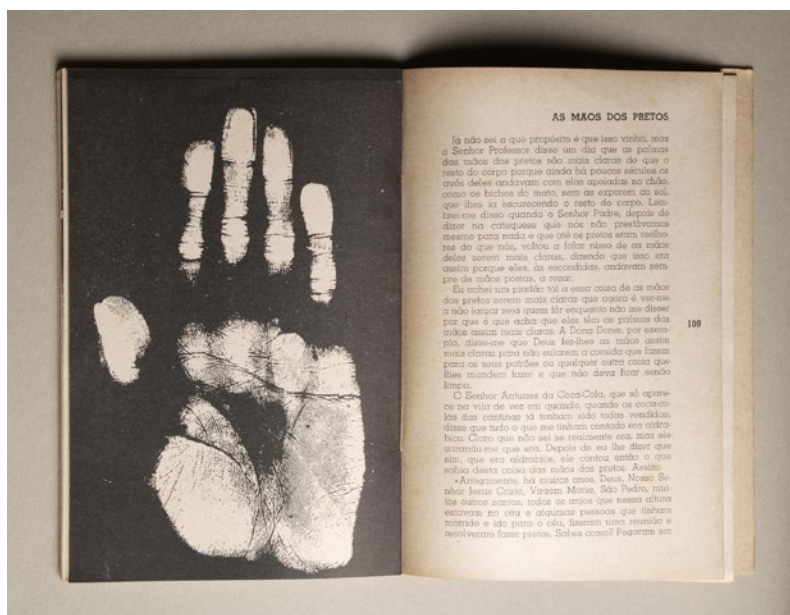 AS MÃOS DOS PRETOS
Já não sei a que propósito é que isso vinha, mas
o Senhor Professor disse um dia que as palmas
das mãos dos pretos são mais claras do que o
resto do corpo porque ainda há poucos séculos os
avós deles andavam com elas apoiadas no chão,
como os bichos do mato, sem as exporem ao sol,
que lhes ia escurecendo o resto do corpo. Lem-
brei-me disso quando o Senhor Padre, depois de
dizer na catequese que nós não prestávamos
mesmo para nada e que até os pretos eram melho-
res do que nós, voltou a falar nisso de as mãos
deles serem mais claras, dizendo que isso era
assim porque eles, às escondidas, andavam sem-
pre de mãos postas, a rezar.
Eu achei um piadão tal a essa coisa de as mãos
dos pretos serem mais claras que agora é ver-me
a não largar seja quem fôr enquanto não me disser
por que é que acha que eles têm as palmas das
mãos assim mais claras. A Dona Dores, por exem-
plo, disse-me que Deus fez-lhes as mãos assim
mais claras para não sujarem a comida que fazem
para os seus patrões ou qualquer outra coisa que
lhes mandem fazer e que não deva ficar senão
limpa.
109
O Senhor Antunes da Coca-Cola, que só apare-
ce na vila de vez em quando, quando as coca-co-
las das cantinas já tenham sido todas vendidas,
disse que tudo o que me tinham contado era aldra-
bice. Claro que não sei se realmente era, mas ele
garantiu-me que era. Depois de eu lhe dizer que
sim, que era aldrabice, ele contou então o que
sabia desta coisa das mãos dos pretos. Assim:
«Antigamente, há muitos anos, Deus, Nosso Se-
nhor Jesus Cristo, Virgem Maria, São Pedro, mui-
tos outros santos, todos os anjos que nessa altura
estavam no céu e algumas pessoas que tinham
morrido e ido para o céu, fizeram uma reunião e
resolveram fazer pretos. Sabes como? Pegaram em